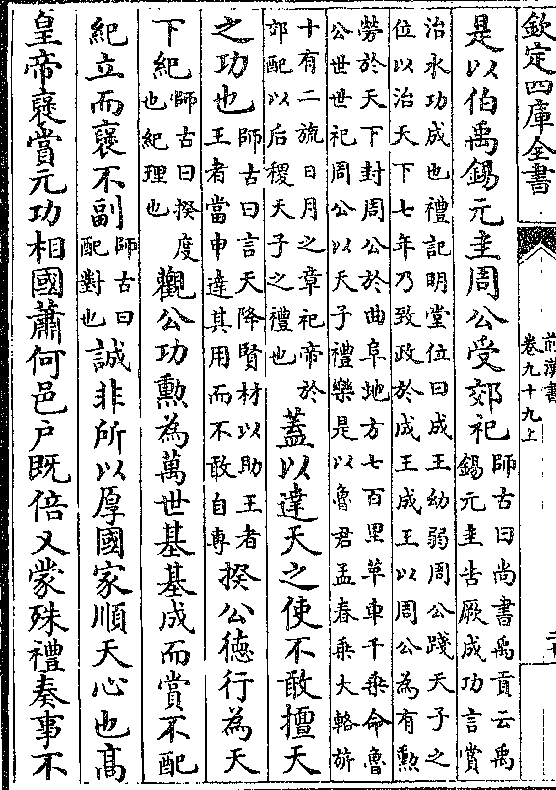 欽定四庫全書
前漢書
卷九十九上
是以伯禹錫元圭周公受郊祀師古曰尚書禹貢云禹
錫元圭告厥成功言賞
治水功成也禮記明堂位曰成王幼弱周公踐天子之
位以治天下七年乃致政於成王成王以周公為有勲
勞於天下封周公於曲阜地方七百里革車千乗命魯
公世世祀周公以天子禮樂是以魯君孟春乗大輅旂
十有二旒日月之章祀帝於
郊配以后稷天子之禮也
蓋以達天之使不敢擅天
之功也師古曰言天降賢材以助王者
王者當申達其用而不敢自專
揆公徳行為天
下紀師古曰揆度
也紀理也
觀公功勲為萬世基基成而賞不配
紀立而襃不副師古曰
配對也
誠非所以厚國家順天心也髙
皇帝襃賞元功相國蕭何邑户既倍又蒙殊禮奏事不